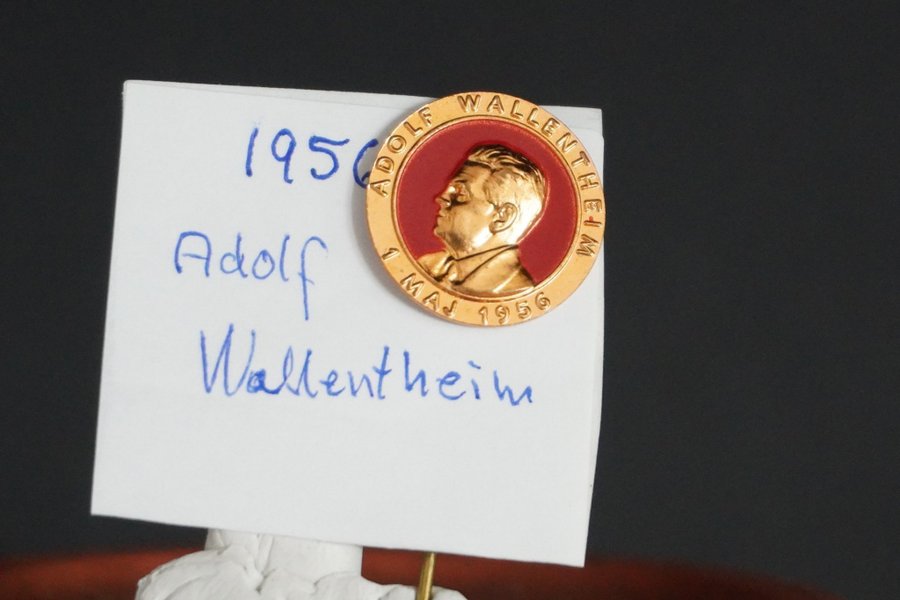 1956
Adolf
Wallentheim
ADOLF WALLENTHEIM
1 MAJ 1956